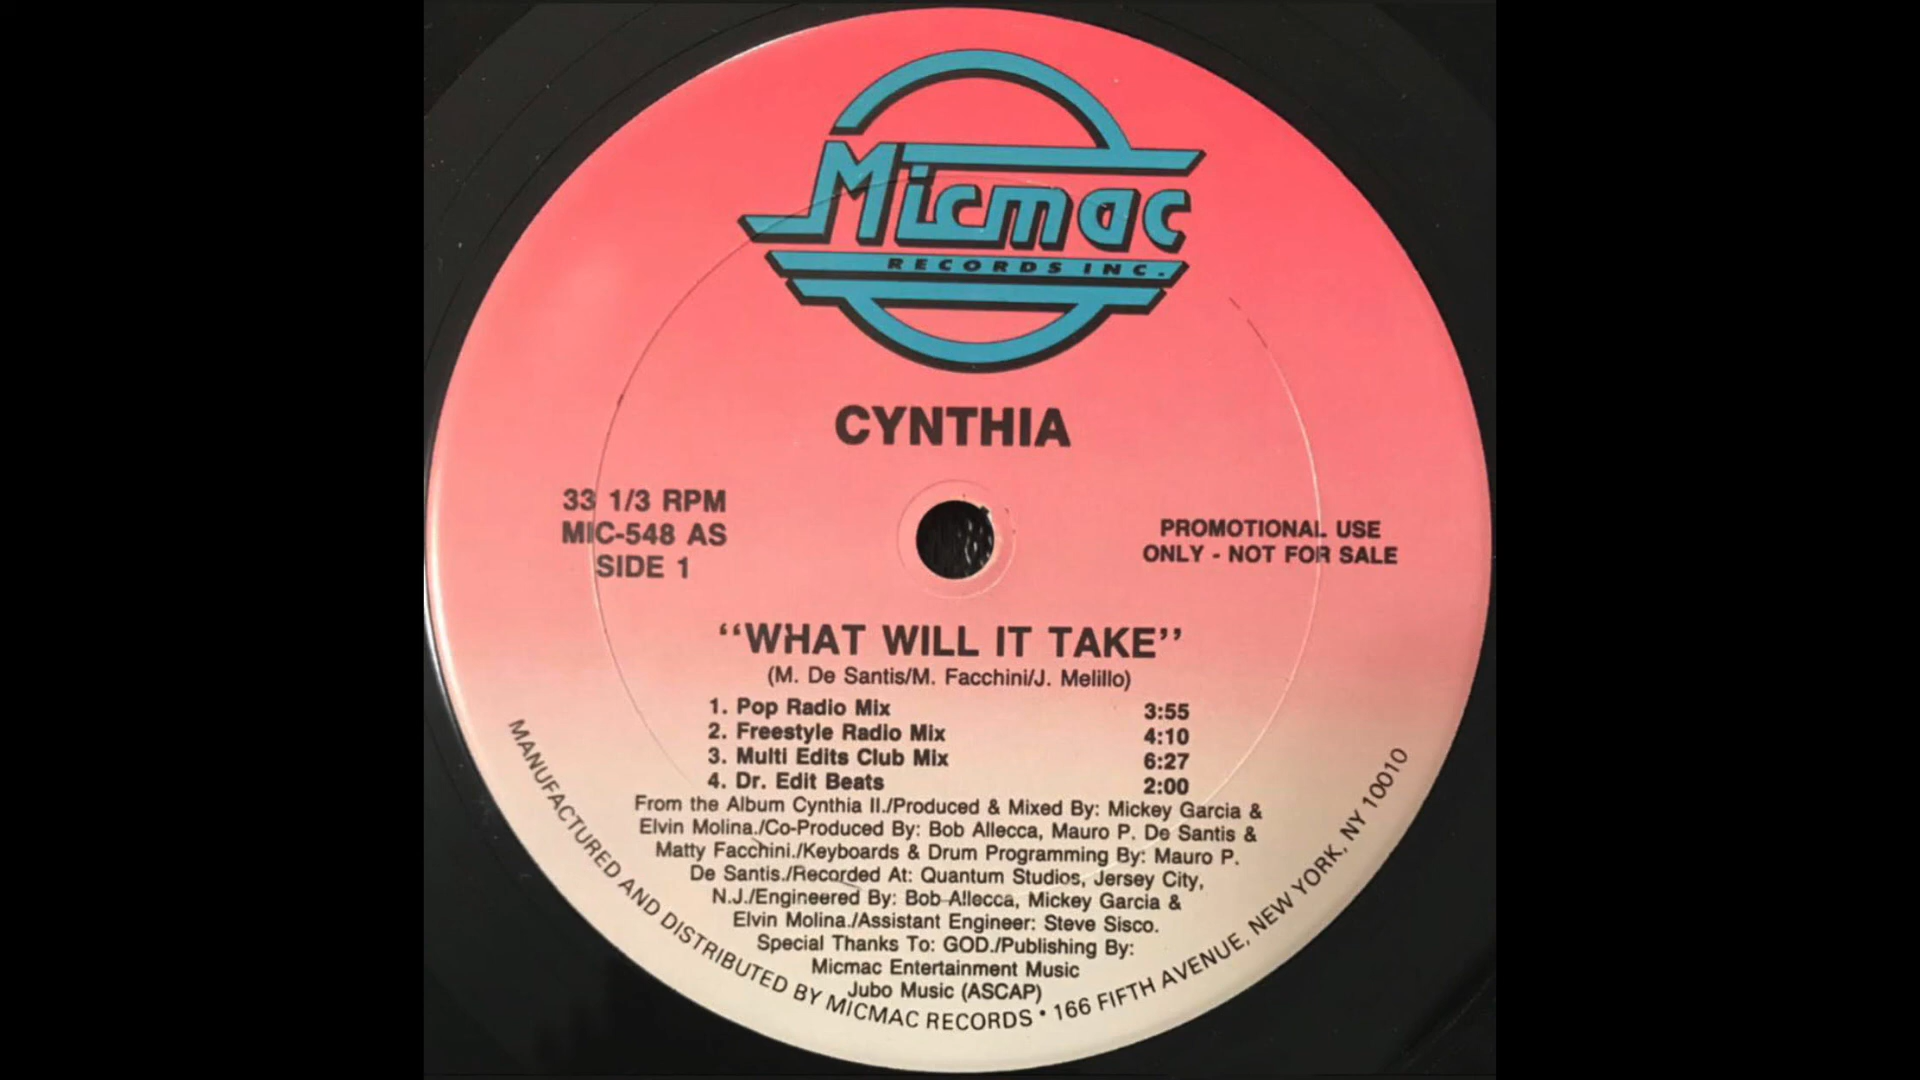 Micmac
RECORDS INC.
CYNTHIA
33 1/3 RPM
MIC-548 AS
SIDE 1
PROMOTIONAL USE
ONLY - NOT FOR SALE
"WHAT WILL IT TAKE"
(M. De Santis/M. Facchini/J. Melillo)
1. Pop Radio Mix 3:55
2. Freestyle Radio Mix 4:10
3. Multi Edits Club Mix 6:27
4. Dr. Edit Beats 2:00
From the Album Cynthia II./Produced & Mixed By: Mickey Garcia &
Elvin Molina./Co-Produced By: Bob Allecca, Mauro P. De Santis &
Matty Facchini./Keyboards & Drum Programming By: Mauro P.
De Santis./Recorded At: Quantum Studios, Jersey City,
N.J./Engineered By: Bob Allecca, Mickey Garcia &
Elvin Molina./Assistant Engineer: Steve Sisco.
Special Thanks To: GOD./Publishing By:
Micmac Entertainment Music
Jubo Music (ASCAP)
MANUFACTURED AND DISTRIBUTED BY MICMAC RECORDS • 166 FIFTH AVENUE, NEW YORK, NY 10010